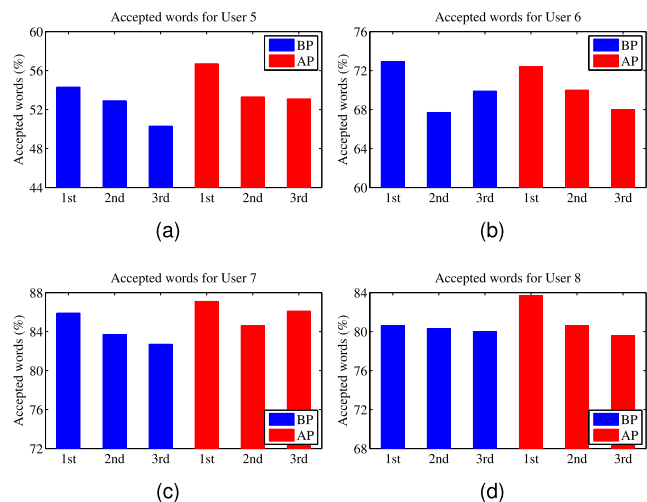 Accepted words for User 5
Accepted words (%)
60
56
52
48
44
BP
AP
1st 2nd 3rd 1st 2nd 3rd
(a)
Accepted words for User 6
Accepted words (%)
76
72
68
64
60
BP
AP
1st 2nd 3rd 1st 2nd 3rd
(b)
Accepted words for User 7
Accepted words (%)
88
84
80
76
72
BP
AP
1st 2nd 3rd 1st 2nd 3rd
(c)
Accepted words for User 8
Accepted words (%)
84
80
76
72
68
BP
AP
1st 2nd 3rd 1st 2nd 3rd
(d)